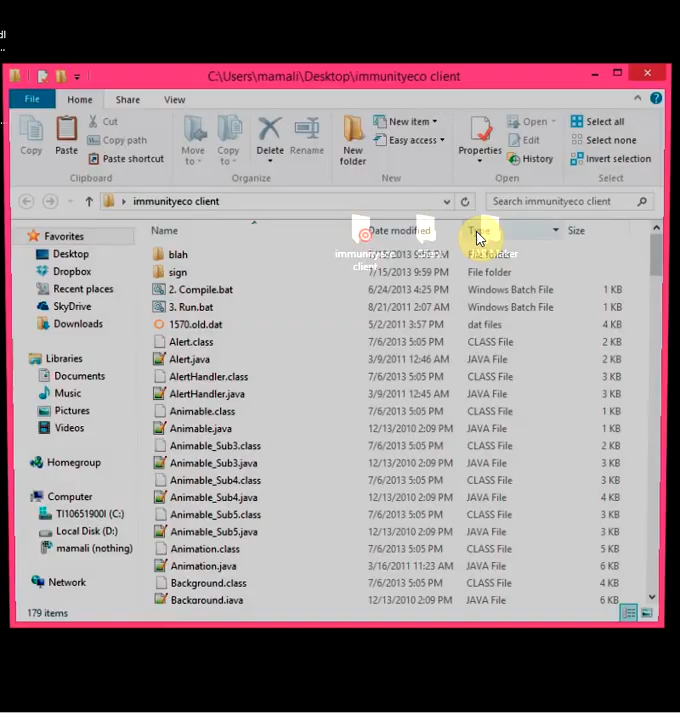 dl
..
C:\Users\mamali\Desktop\immunityeco client
File Home Share View
Copy Paste Cut Copy path Paste shortcut
Move to Copy to Delete Rename
New folder New item Easy access
Properties Open Edit History
Select all Select none Invert selection
Clipboard Organize New Open Select
immunityeco client
Search immunityeco client
Name Date modified Type Size
immunityeco client
Favorites
Desktop
Dropbox
Recent places
SkyDrive
Downloads
Libraries
Documents
Music
Pictures
Videos
Homegroup
Computer
TI10651900I (C:)
Local Disk (D:)
mamali (nothing)
Network
blah File folder
sign 7/15/2013 9:59 PM File folder
2. Compile.bat 6/24/2013 4:25 PM Windows Batch File 1 KB
3. Run.bat 8/21/2011 2:07 AM Windows Batch File 1 KB
1570.old.dat 5/2/2011 3:57 PM dat files 4 KB
Alert.class 7/6/2013 5:05 PM CLASS File 2 KB
Alert.java 3/9/2011 12:46 AM JAVA File 2 KB
AlertHandler.class 7/6/2013 5:05 PM CLASS File 3 KB
AlertHandler.java 3/9/2011 12:45 AM JAVA File 3 KB
Animable.class 7/6/2013 5:05 PM CLASS File 1 KB
Animable.java 12/13/2010 2:09 PM JAVA File 1 KB
Animable_Sub3.class 7/6/2013 5:05 PM CLASS File 2 KB
Animable_Sub3.java 12/13/2010 2:09 PM JAVA File 3 KB
Animable_Sub4.class 7/6/2013 5:05 PM CLASS File 3 KB
Animable_Sub4.java 12/13/2010 2:09 PM JAVA File 4 KB
Animable_Sub5.class 7/6/2013 5:05 PM CLASS File 3 KB
Animable_Sub5.java 12/13/2010 2:09 PM JAVA File 3 KB
Animation.class 7/6/2013 5:05 PM CLASS File 5 KB
Animation.java 3/16/2011 11:23 AM JAVA File 6 KB
Background.class 7/6/2013 5:05 PM CLASS File 4 KB
Background.java 12/13/2010 2:09 PM JAVA File 6 KB
179 items